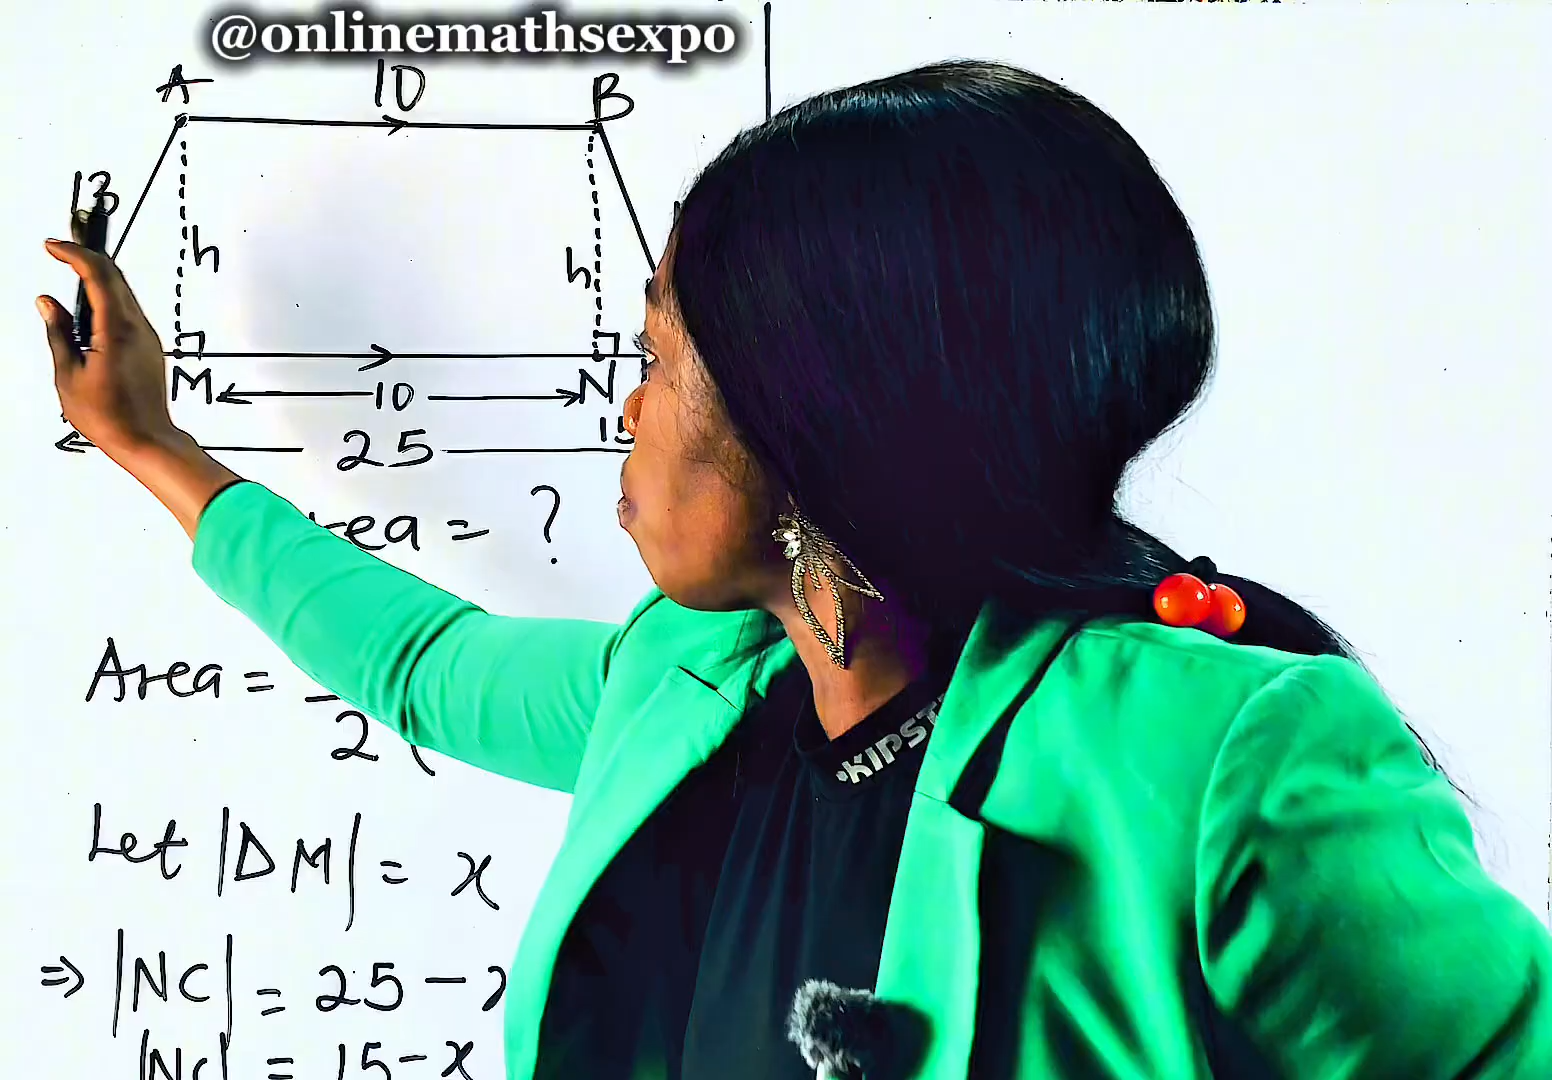 @onlinemathsexpo
A 10 B
13
h h
M 10 N
15
25
Area = ?
Area =
2 (
Let |DM| = x
⇒ |NC| = 25 -
|NC| = 15 - x
KIPST